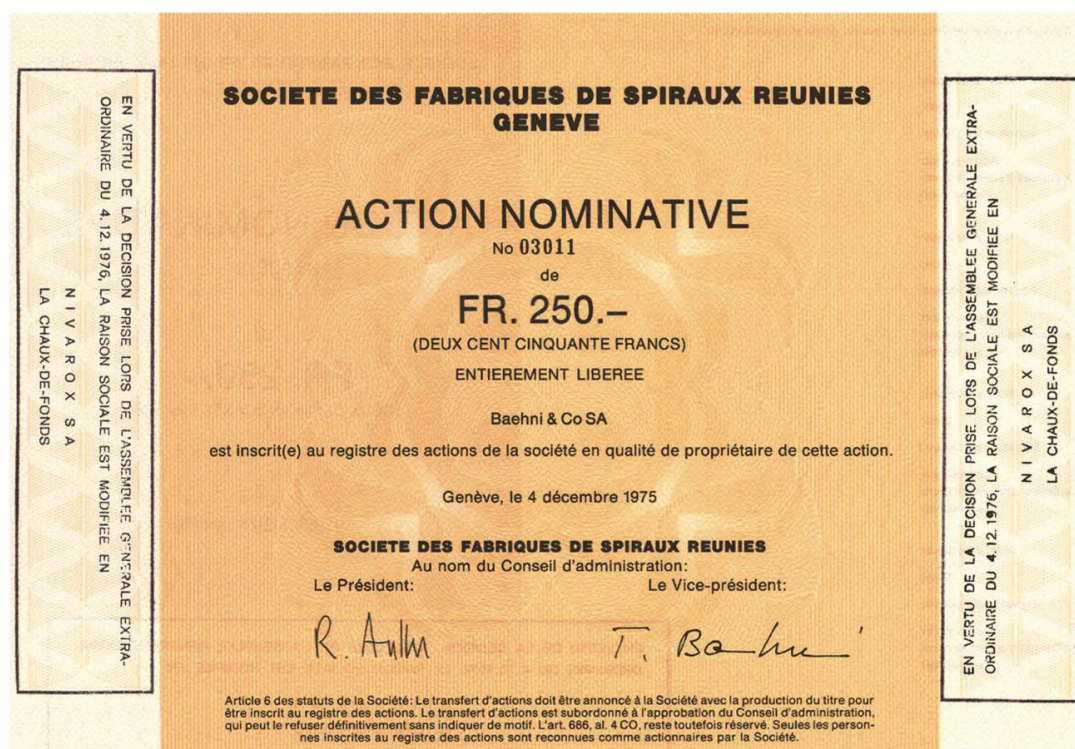 SOCIETE DES FABRIQUES DE SPIRAUX REUNIES
GENEVE
ACTION NOMINATIVE
No 03011
de
FR. 250.–
(DEUX CENT CINQUANTE FRANCS)
ENTIEREMENT LIBEREE
Baehni & Co SA
est inscrit(e) au registre des actions de la société en qualité de propriétaire de cette action.
Genève, le 4 décembre 1975
SOCIETE DES FABRIQUES DE SPIRAUX REUNIES
Au nom du Conseil d'administration:
Le Président: Le Vice-président:
Article 6 des statuts de la Société: Le transfert d'actions doit être annoncé à la Société avec la production du titre pour
être inscrit au registre des actions. Le transfert d'actions est subordonné à l'approbation du Conseil d'administration,
qui peut le refuser définitivement sans indiquer de motif. L'art. 686, al. 4 CO, reste toutefois réservé. Seules les person-
nes inscrites au registre des actions sont reconnues comme actionnaires par la Société.
EN VERTU DE LA DECISION PRISE LORS DE L'ASSEMBLEE GENERALE EXTRA-
ORDINAIRE DU 4.12.1976, LA RAISON SOCIALE EST MODIFIEE EN
NIVAROX SA
LA CHAUX-DE-FONDS
EN VERTU DE LA DECISION PRISE LORS DE L'ASSEMBLEE GENERALE EXTRA-
ORDINAIRE DU 4.12.1976, LA RAISON SOCIALE EST MODIFIEE EN
NIVAROX SA
LA CHAUX-DE-FONDS